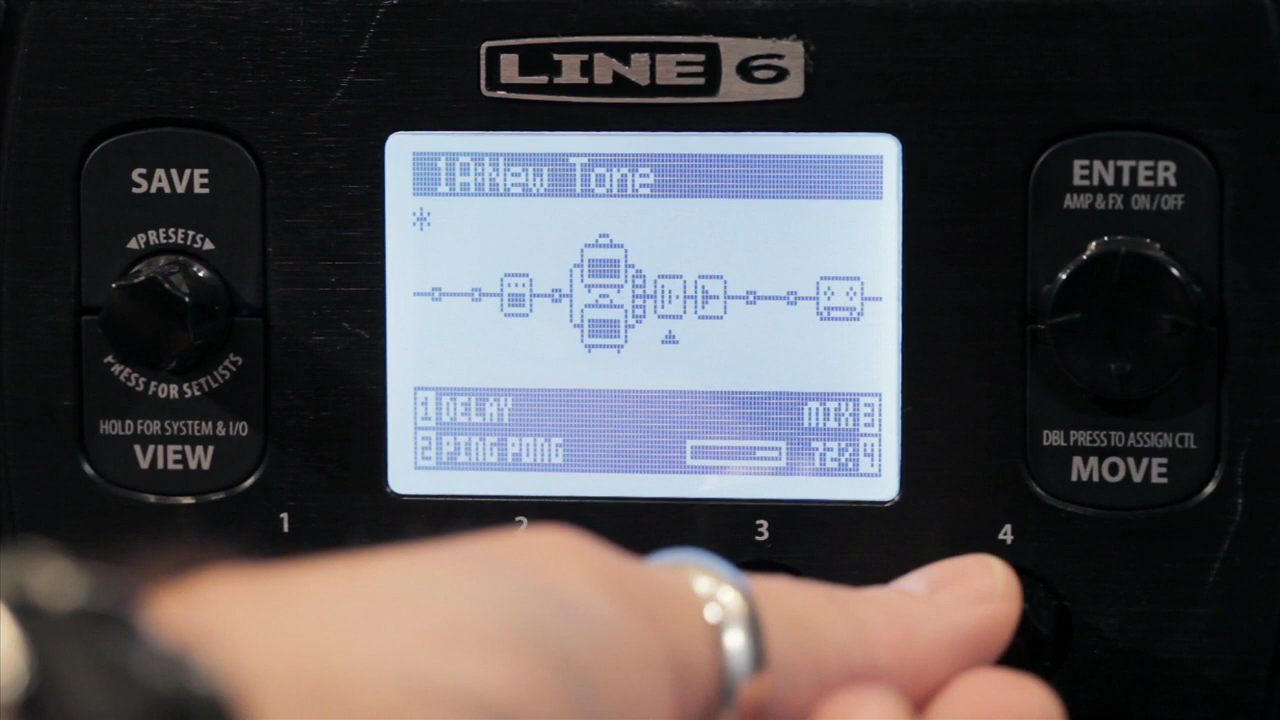 LINE 6
SAVE
PRESETS
PRESS FOR SETLISTS
HOLD FOR SYSTEM & I/O
VIEW
1A:New Tone
1 DELAY MIX 3
2 PING PONG 72% 4
ENTER
AMP & FX ON / OFF
DBL PRESS TO ASSIGN CTL
MOVE
1 2 3 4